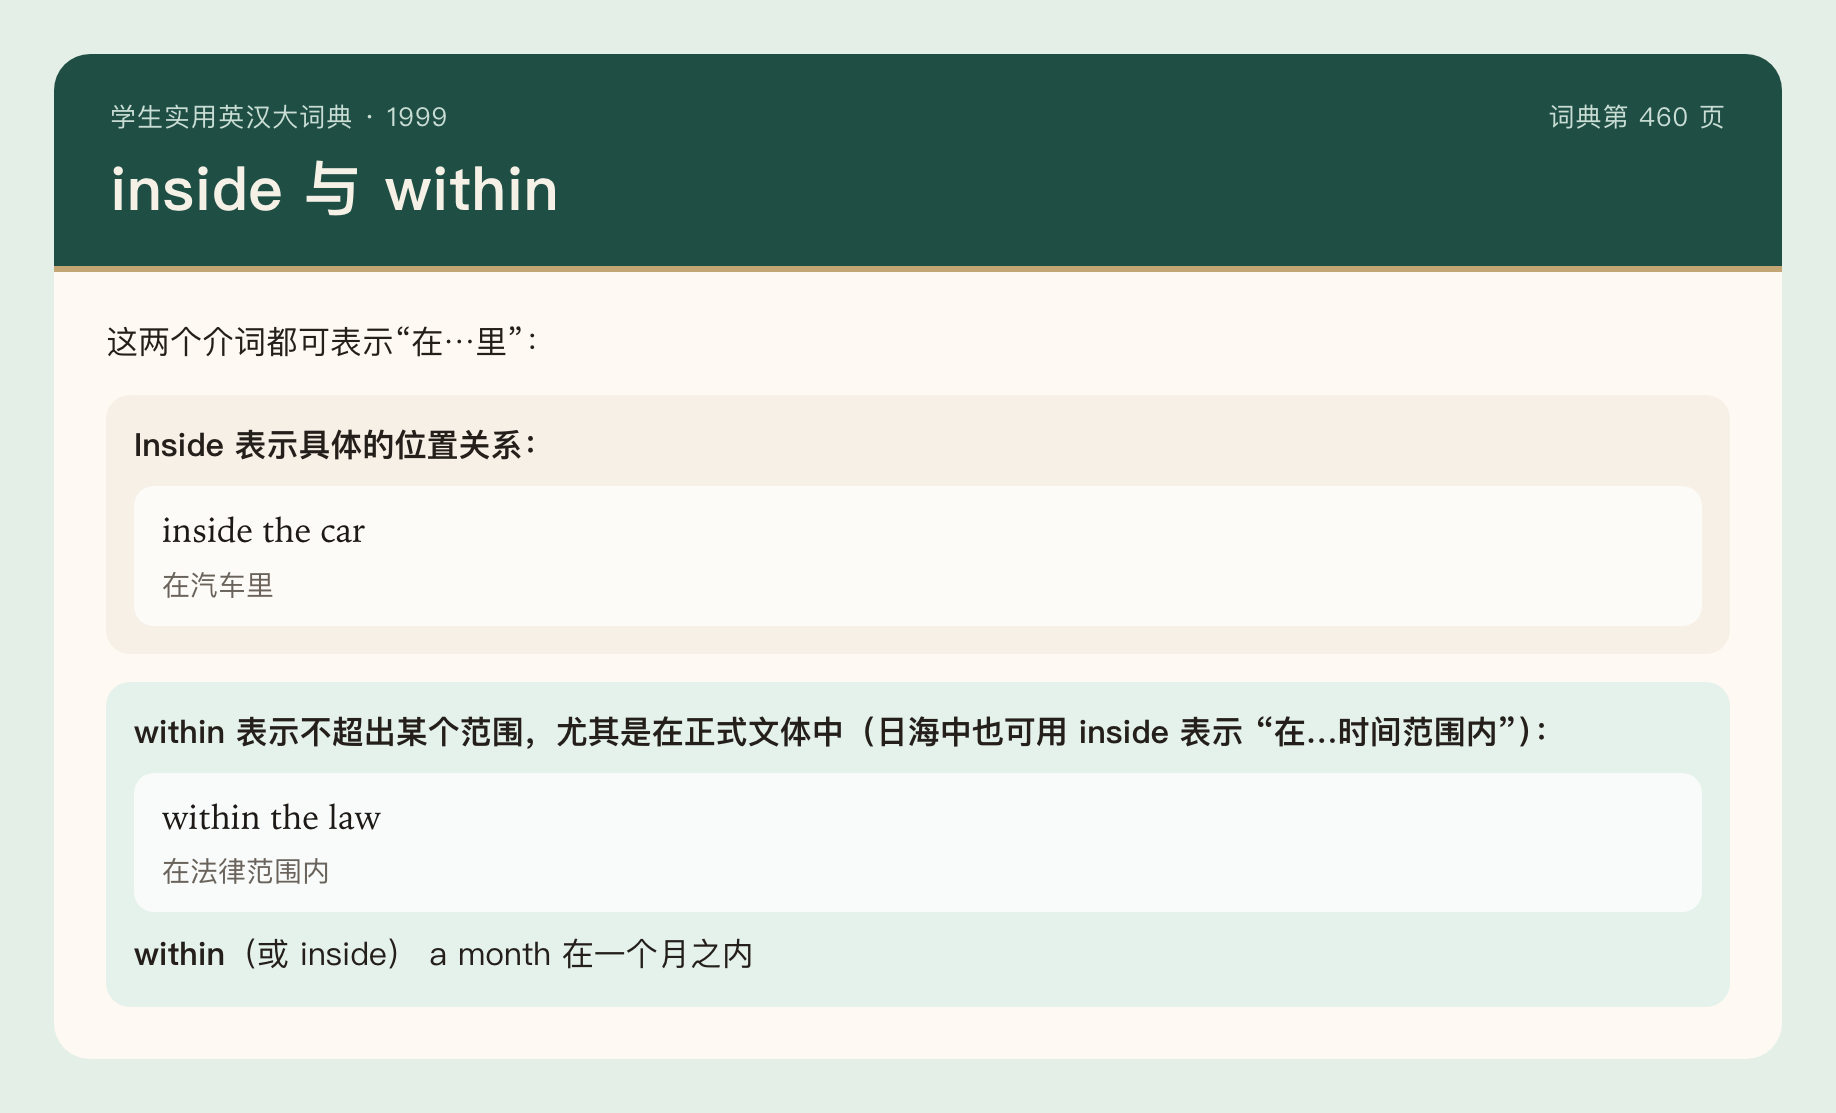 学生实用英汉大词典 · 1999
词典第 460 页
inside 与 within
这两个介词都可表示“在…里”：
Inside 表示具体的位置关系：
inside the car
在汽车里
within 表示不超出某个范围，尤其是在正式文体中（日海中也可用 inside 表示 “在…时间范围内”）：
within the law
在法律范围内
within（或 inside） a month 在一个月之内